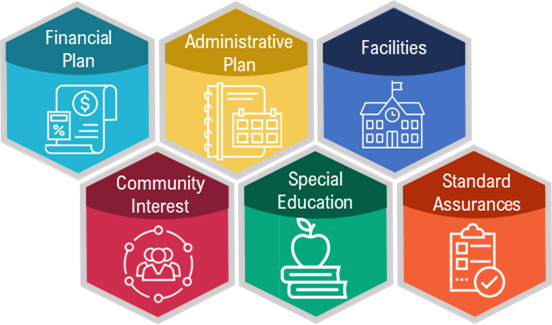 Financial
Plan
Administrative
Plan
Facilities
$
%
Community
Interest
Special
Education
Standard
Assurances